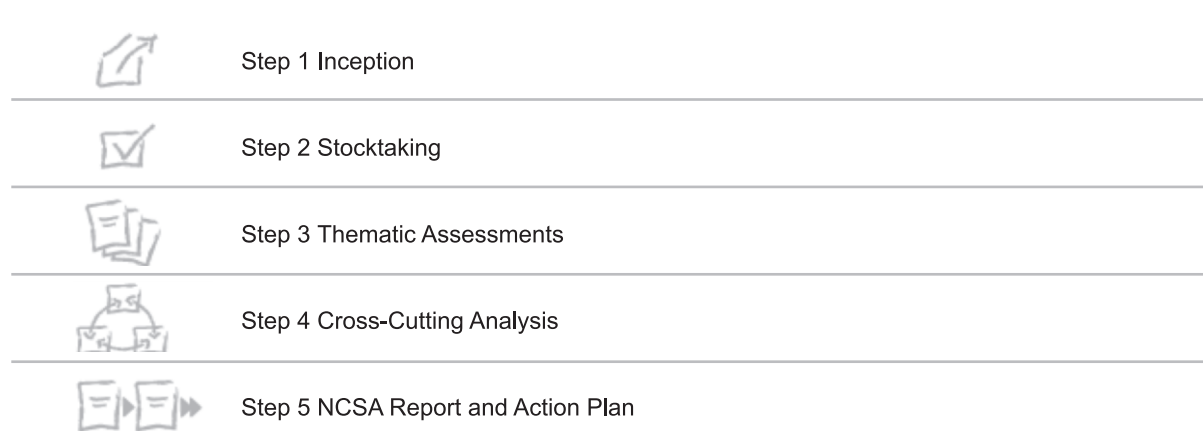 Step 1 Inception
Step 2 Stocktaking
Step 3 Thematic Assessments
Step 4 Cross-Cutting Analysis
Step 5 NCSA Report and Action Plan